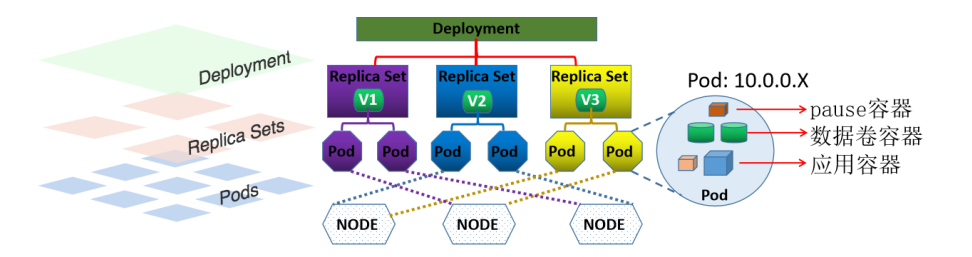 Deployment
Replica Sets
Pods
Deployment
Replica Set
V1
Replica Set
V2
Replica Set
V3
Pod
Pod
Pod
Pod
Pod
Pod
NODE
NODE
NODE
Pod: 10.0.0.X
pause容器
数据卷容器
应用容器
Pod